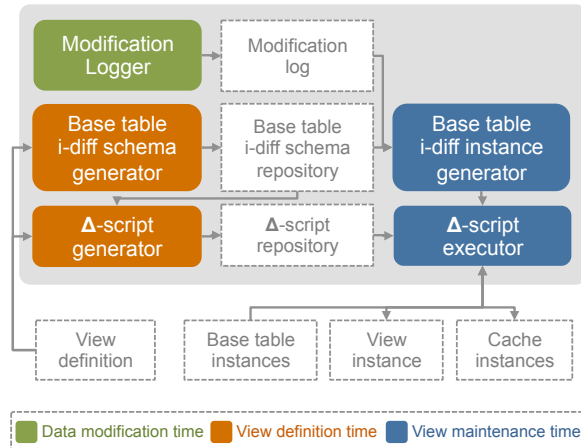 Modification
Logger
Modification
log
Base table
i-diff schema
generator
Base table
i-diff schema
repository
Base table
i-diff instance
generator
Δ-script
generator
Δ-script
repository
Δ-script
executor
View
definition
Base table
instances
View
instance
Cache
instances
Data modification time
View definition time
View maintenance time